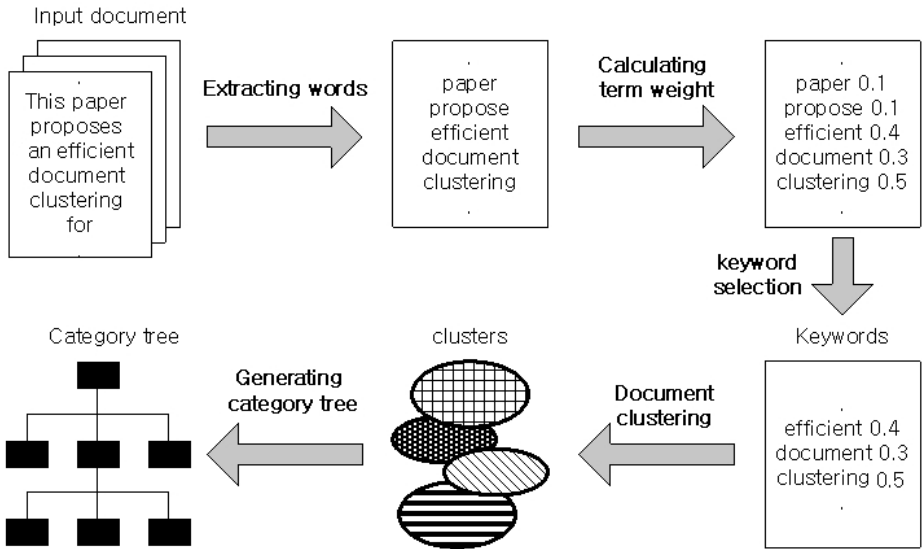 Input document
This paper
proposes
an efficient
document
clustering
for
Extracting words
paper
propose
efficient
document
clustering
Calculating
term weight
paper 0.1
propose 0.1
efficient 0.4
document 0.3
clustering 0.5
keyword
selection
Keywords
efficient 0.4
document 0.3
clustering 0.5
Document
clustering
clusters
Generating
category tree
Category tree